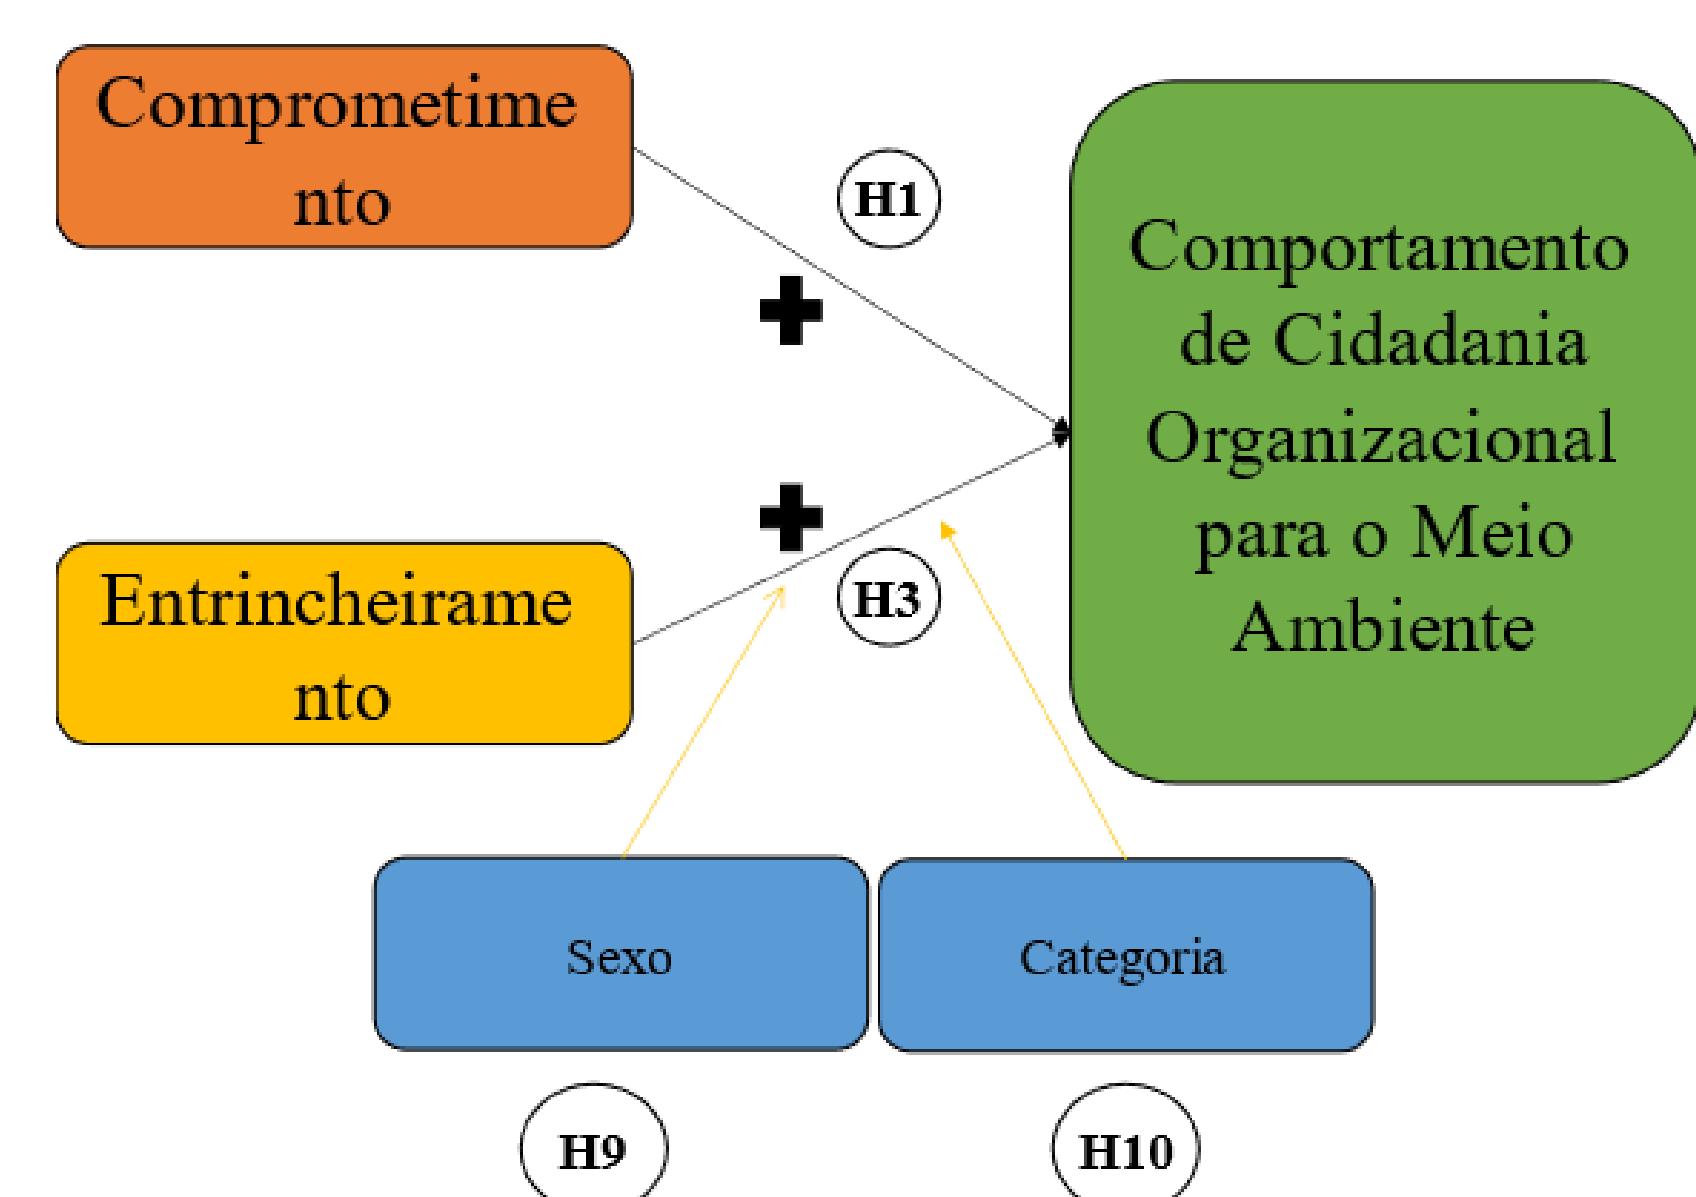 Comprometime
nto
H1
Comportamento
de Cidadania
Organizacional
para o Meio
Ambiente
Entrincheirame
nto
H3
Sexo
Categoria
H9
H10